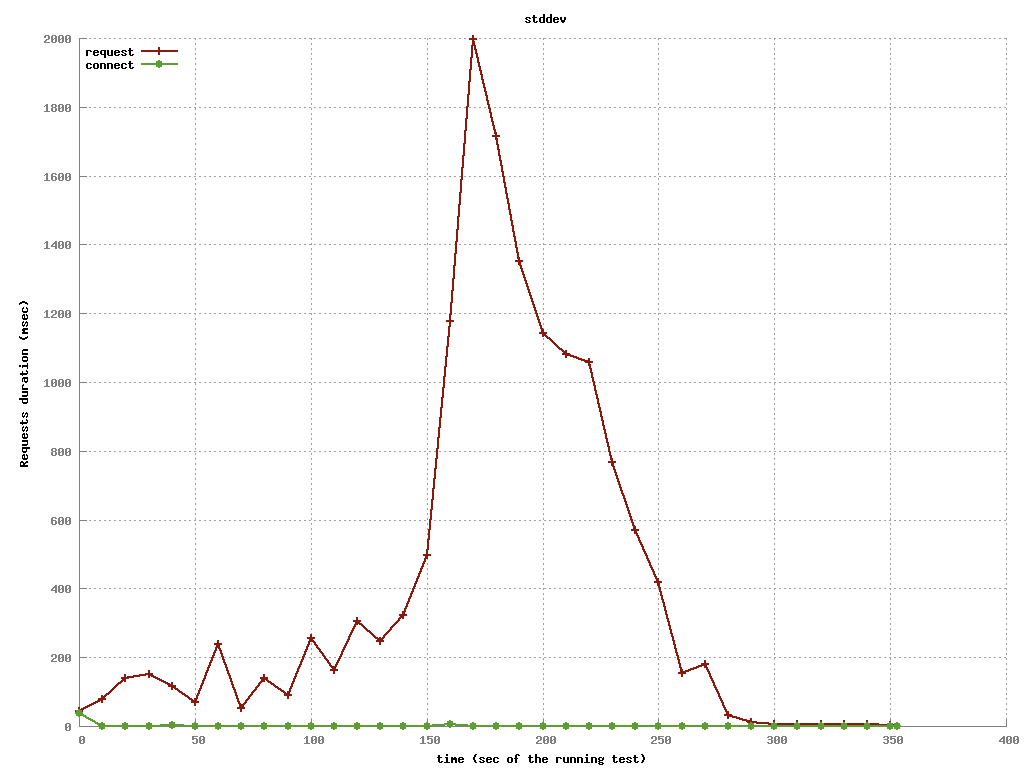 stddev
request
connect
2000
1800
1600
1400
1200
1000
800
600
400
200
0
Requests duration (msec)
0 50 100 150 200 250 300 350 400
time (sec of the running test)